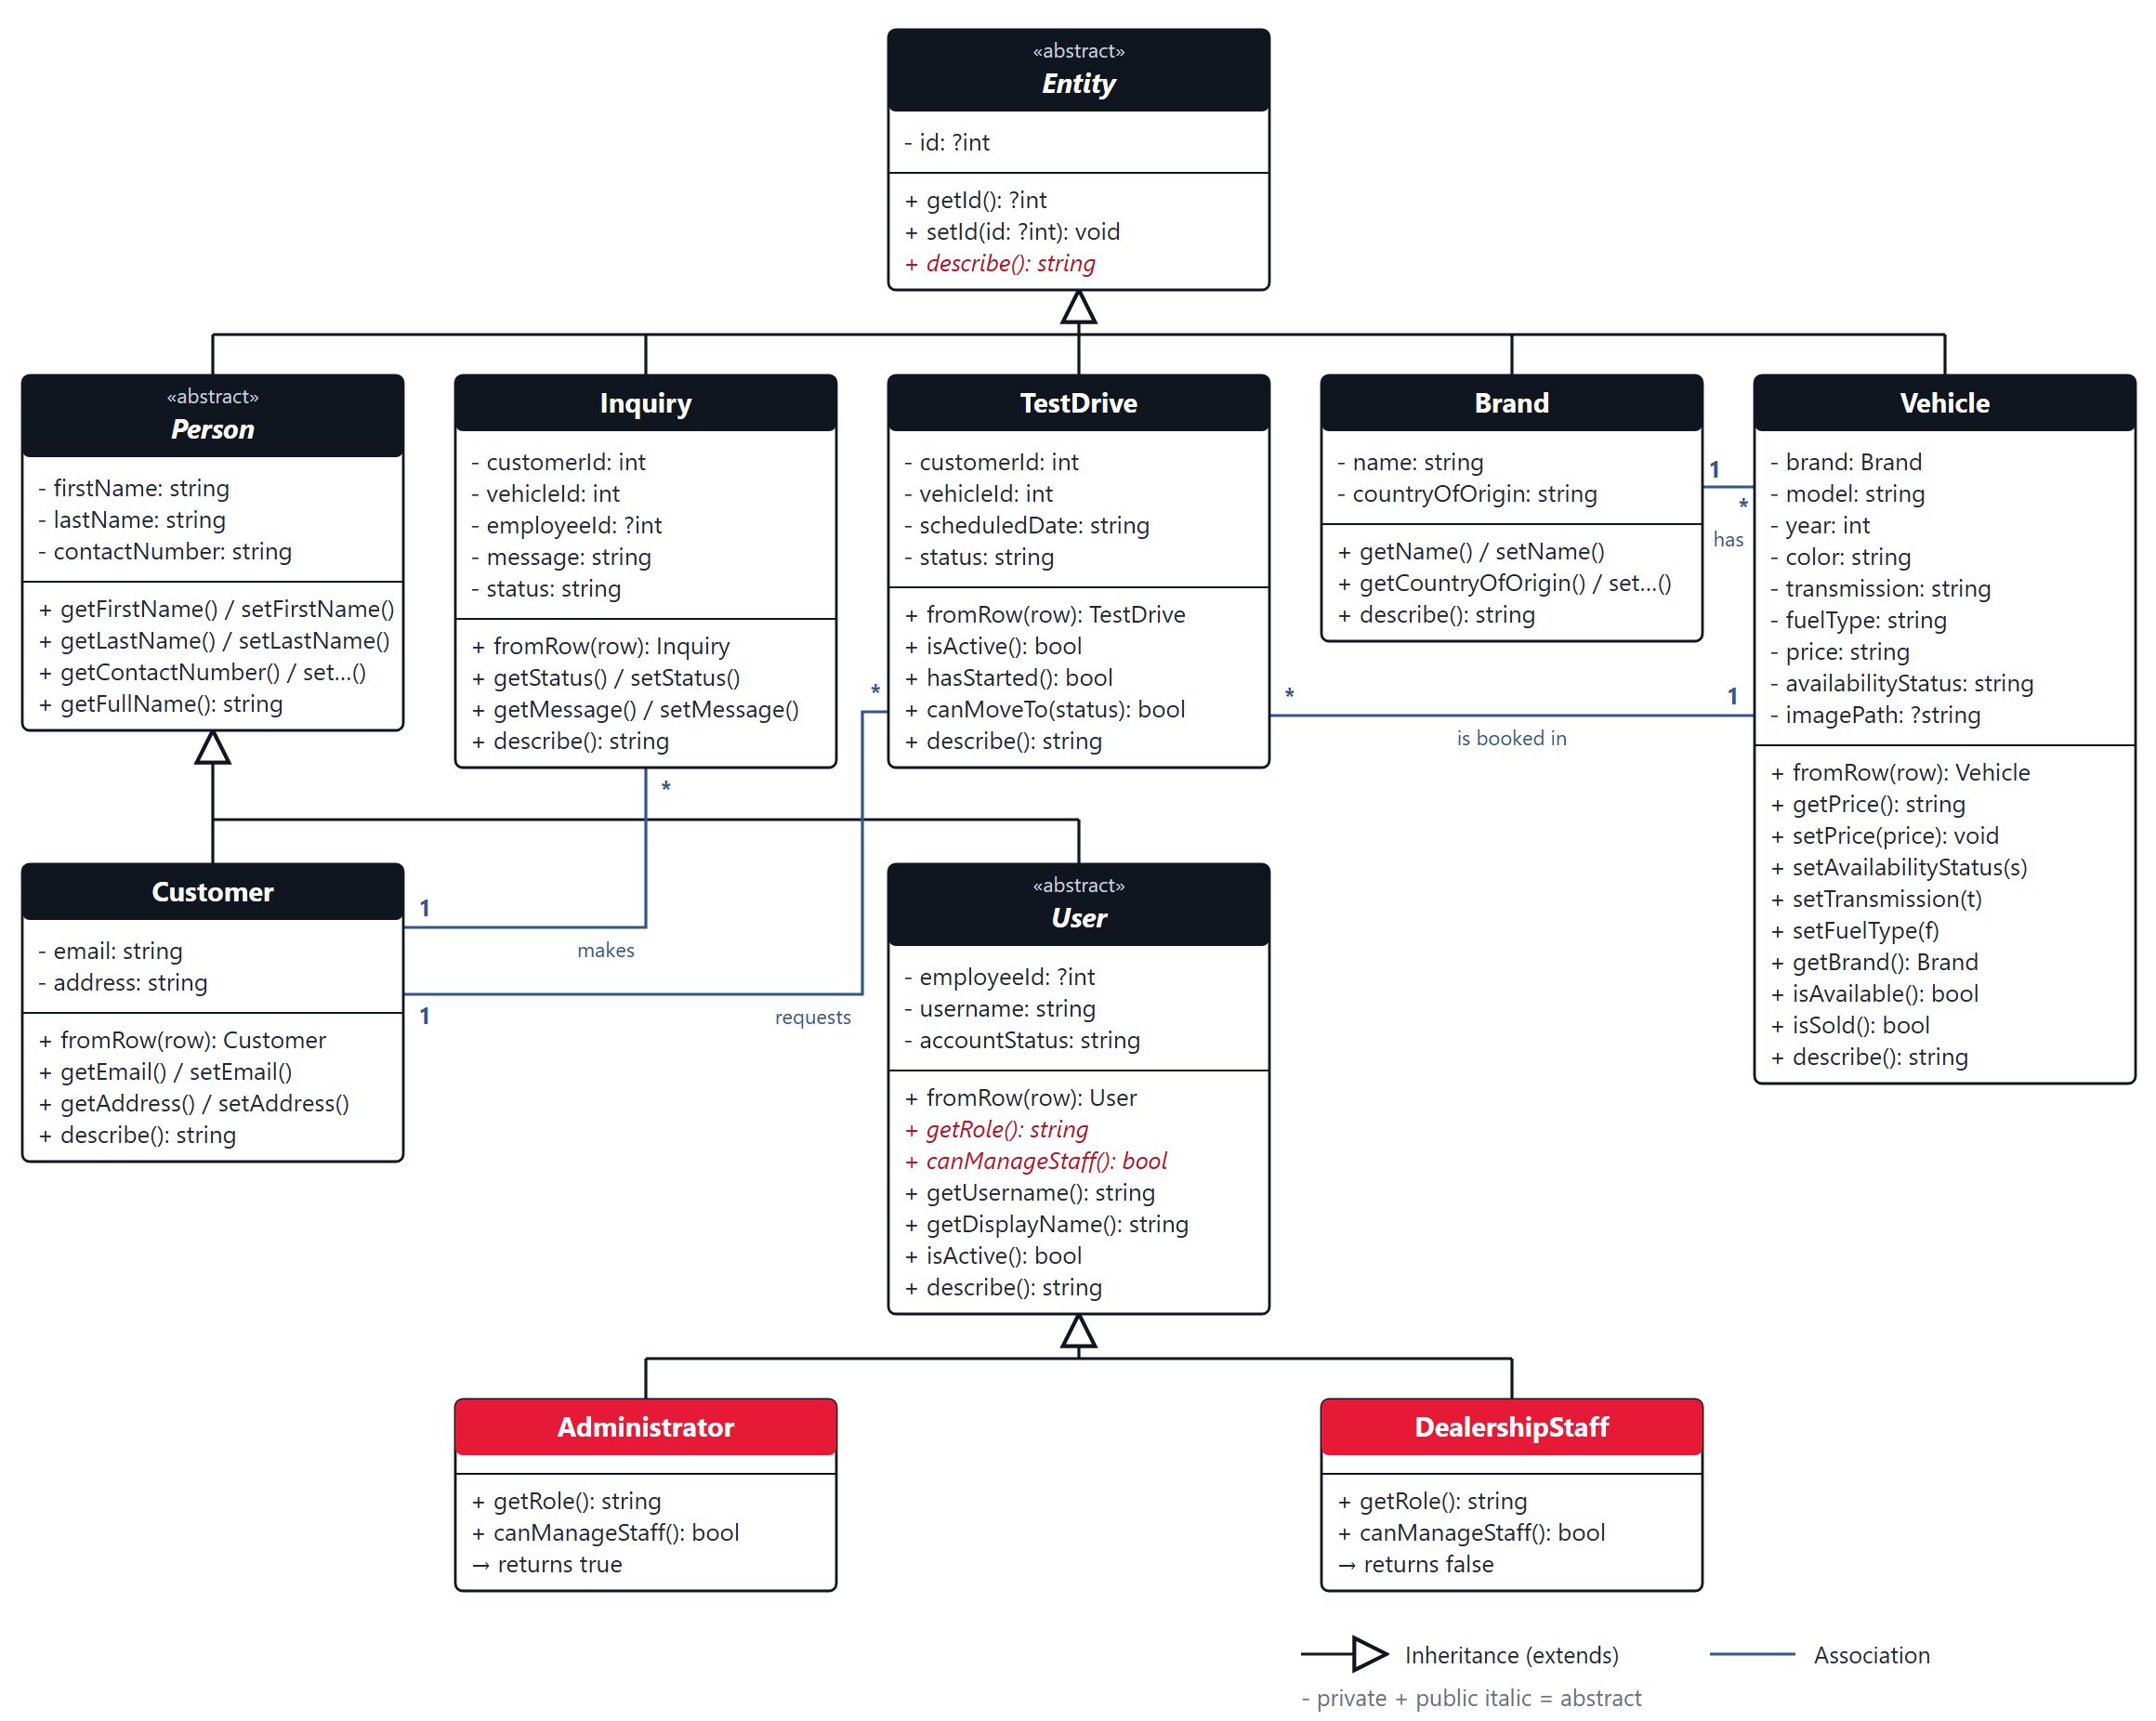 «abstract»
Entity
- id: ?int
+ getId(): ?int
+ setId(id: ?int): void
+ describe(): string
«abstract»
Person
- firstName: string
- lastName: string
- contactNumber: string
+ getFirstName() / setFirstName()
+ getLastName() / setLastName()
+ getContactNumber() / set...()
+ getFullName(): string
Inquiry
- customerId: int
- vehicleId: int
- employeeId: ?int
- message: string
- status: string
+ fromRow(row): Inquiry
+ getStatus() / setStatus()
+ getMessage() / setMessage()
+ describe(): string
TestDrive
- customerId: int
- vehicleId: int
- scheduledDate: string
- status: string
+ fromRow(row): TestDrive
+ isActive(): bool
+ hasStarted(): bool
+ canMoveTo(status): bool
+ describe(): string
Brand
- name: string
- countryOfOrigin: string
+ getName() / setName()
+ getCountryOfOrigin() / set...()
+ describe(): string
1
*
has
Vehicle
- brand: Brand
- model: string
- year: int
- color: string
- transmission: string
- fuelType: string
- price: string
- availabilityStatus: string
- imagePath: ?string
+ fromRow(row): Vehicle
+ getPrice(): string
+ setPrice(price): void
+ setAvailabilityStatus(s)
+ setTransmission(t)
+ setFuelType(f)
+ getBrand(): Brand
+ isAvailable(): bool
+ isSold(): bool
+ describe(): string
*
*
1
is booked in
*
Customer
- email: string
- address: string
+ fromRow(row): Customer
+ getEmail() / setEmail()
+ getAddress() / setAddress()
+ describe(): string
1
makes
1
requests
«abstract»
User
- employeeId: ?int
- username: string
- accountStatus: string
+ fromRow(row): User
+ getRole(): string
+ canManageStaff(): bool
+ getUsername(): string
+ getDisplayName(): string
+ isActive(): bool
+ describe(): string
Administrator
+ getRole(): string
+ canManageStaff(): bool
→ returns true
DealershipStaff
+ getRole(): string
+ canManageStaff(): bool
→ returns false
Inheritance (extends)
Association
- private + public italic = abstract